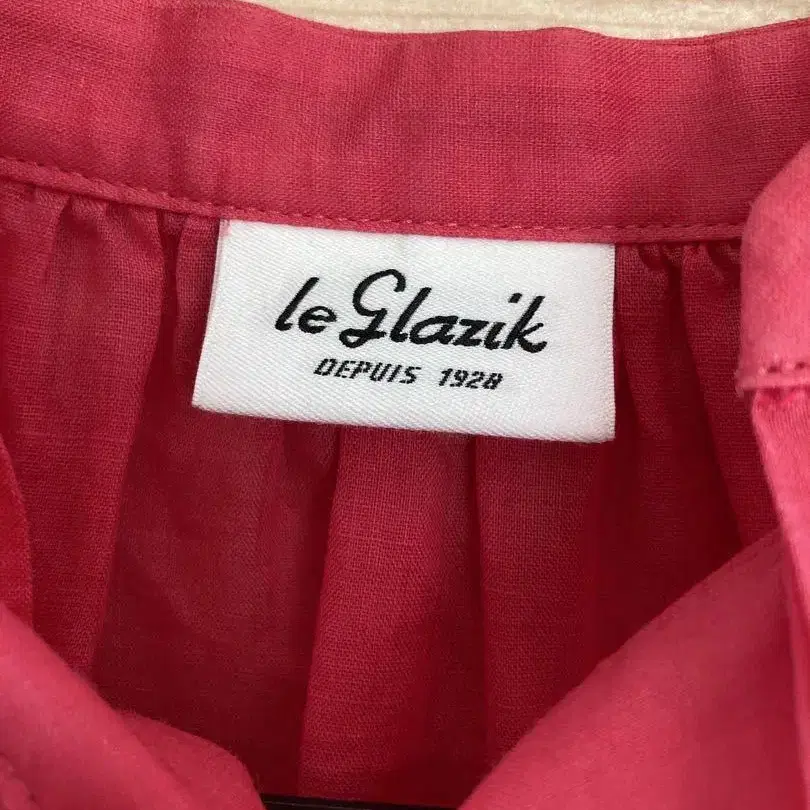 le Glazik
DEPUIS 1928